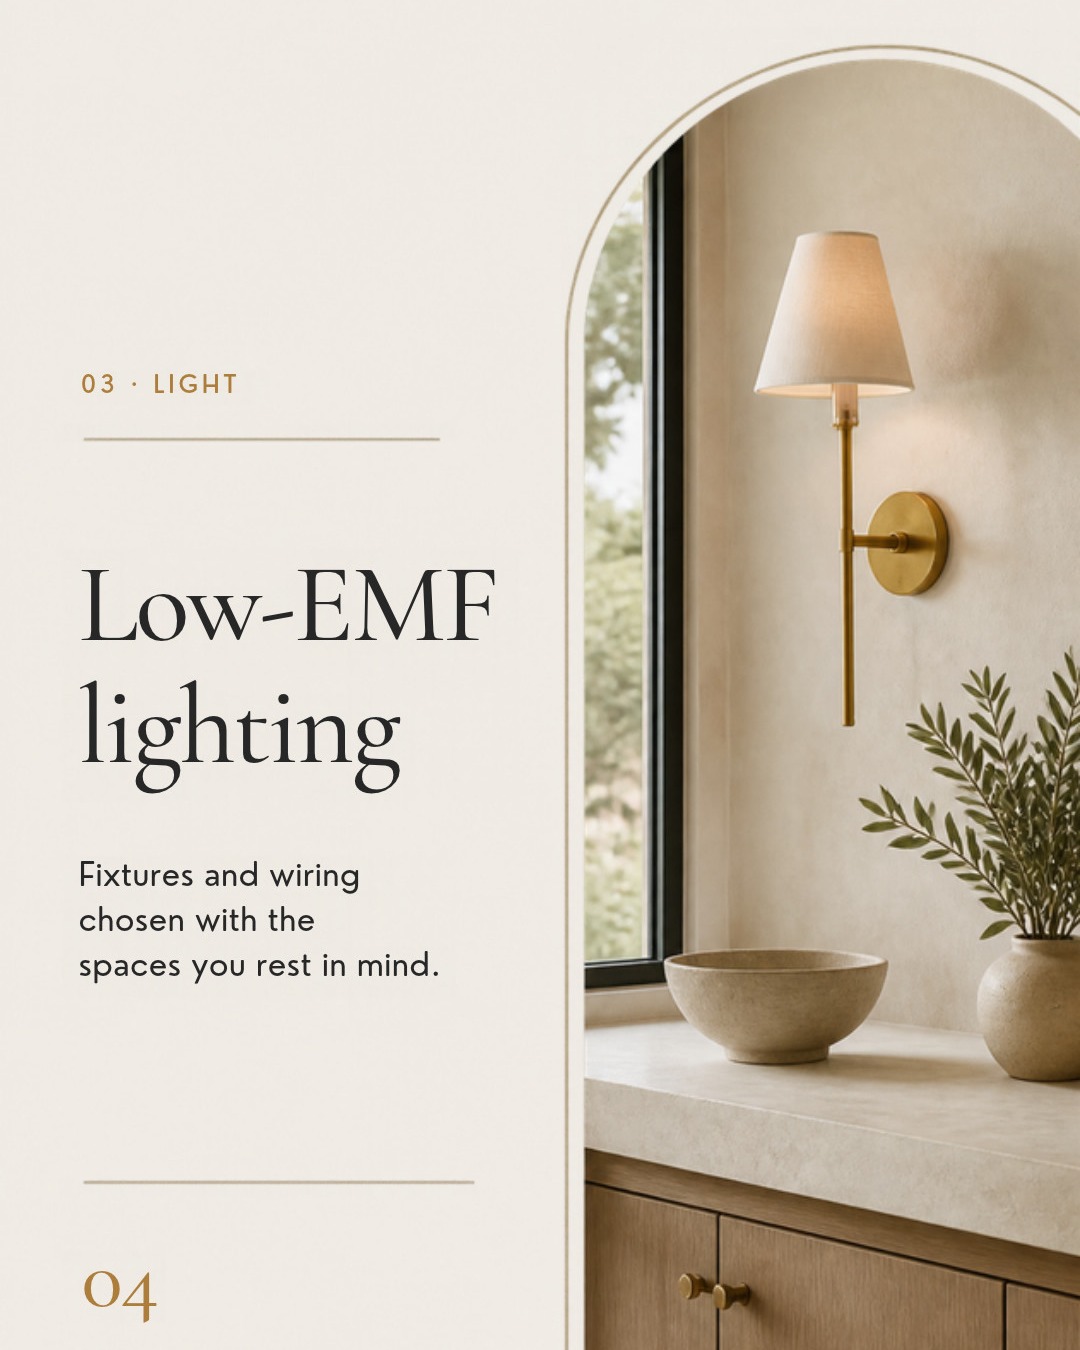 03 · LIGHT
Low-EMF
lighting
Fixtures and wiring
chosen with the
spaces you rest in mind.
04